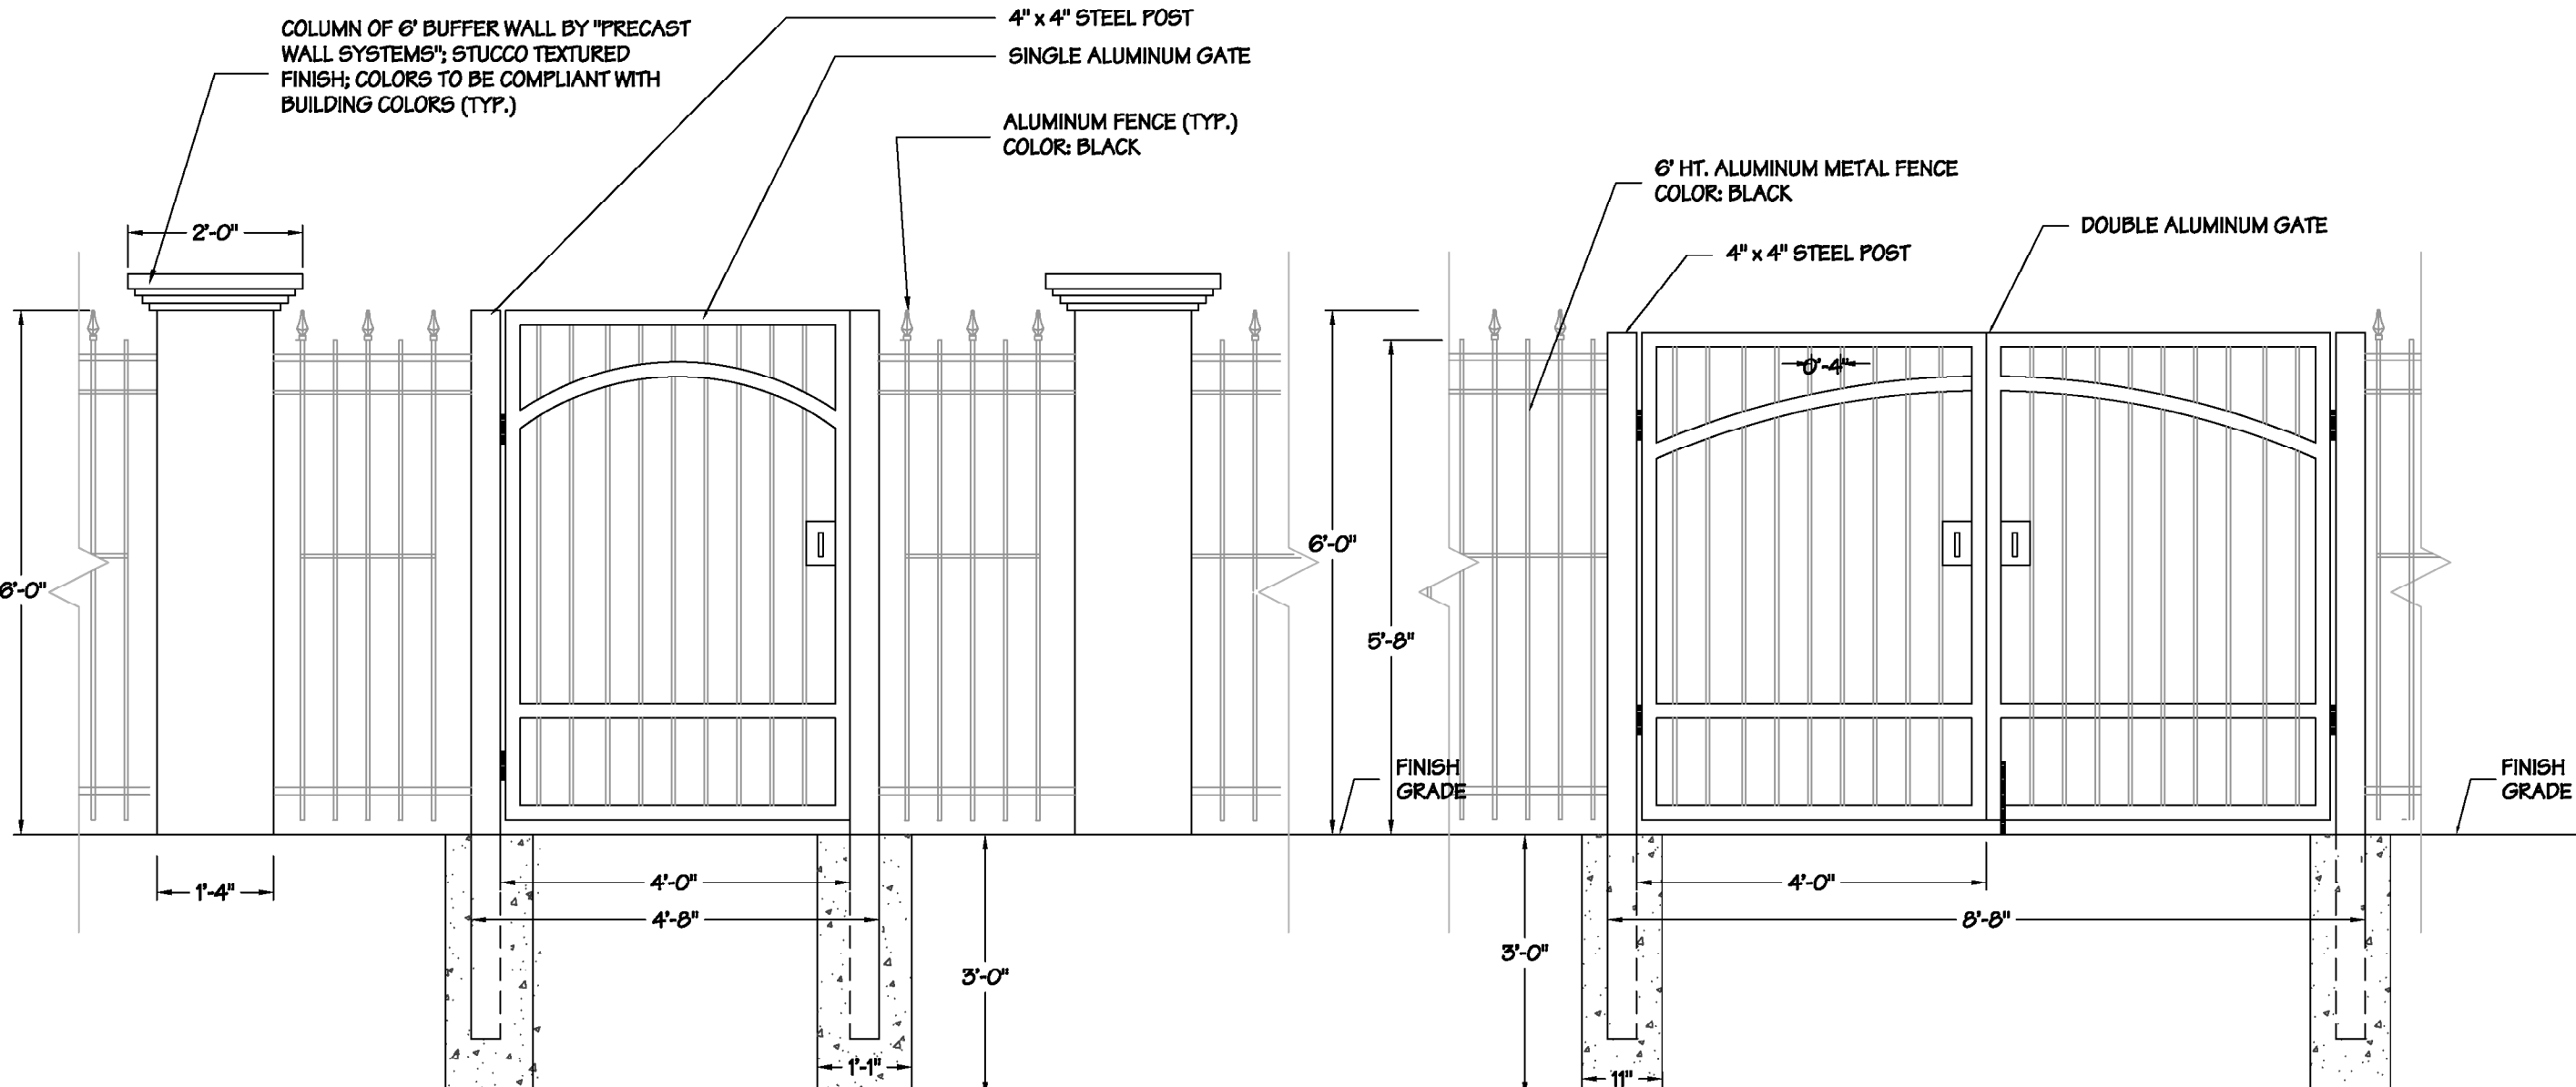 COLUMN OF 6' BUFFER WALL BY "PRECAST
WALL SYSTEMS"; STUCCO TEXTURED
FINISH; COLORS TO BE COMPLIANT WITH
BUILDING COLORS (TYP.)
4" x 4" STEEL POST
SINGLE ALUMINUM GATE
ALUMINUM FENCE (TYP.)
COLOR: BLACK
6' HT. ALUMINUM METAL FENCE
COLOR: BLACK
4" x 4" STEEL POST
DOUBLE ALUMINUM GATE
2'-0"
0'-4"
6'-0"
6'-0"
5'-8"
FINISH
GRADE
FINISH
GRADE
1'-4"
4'-0"
4'-8"
3'-0"
1'-1"
4'-0"
8'-8"
3'-0"
11"